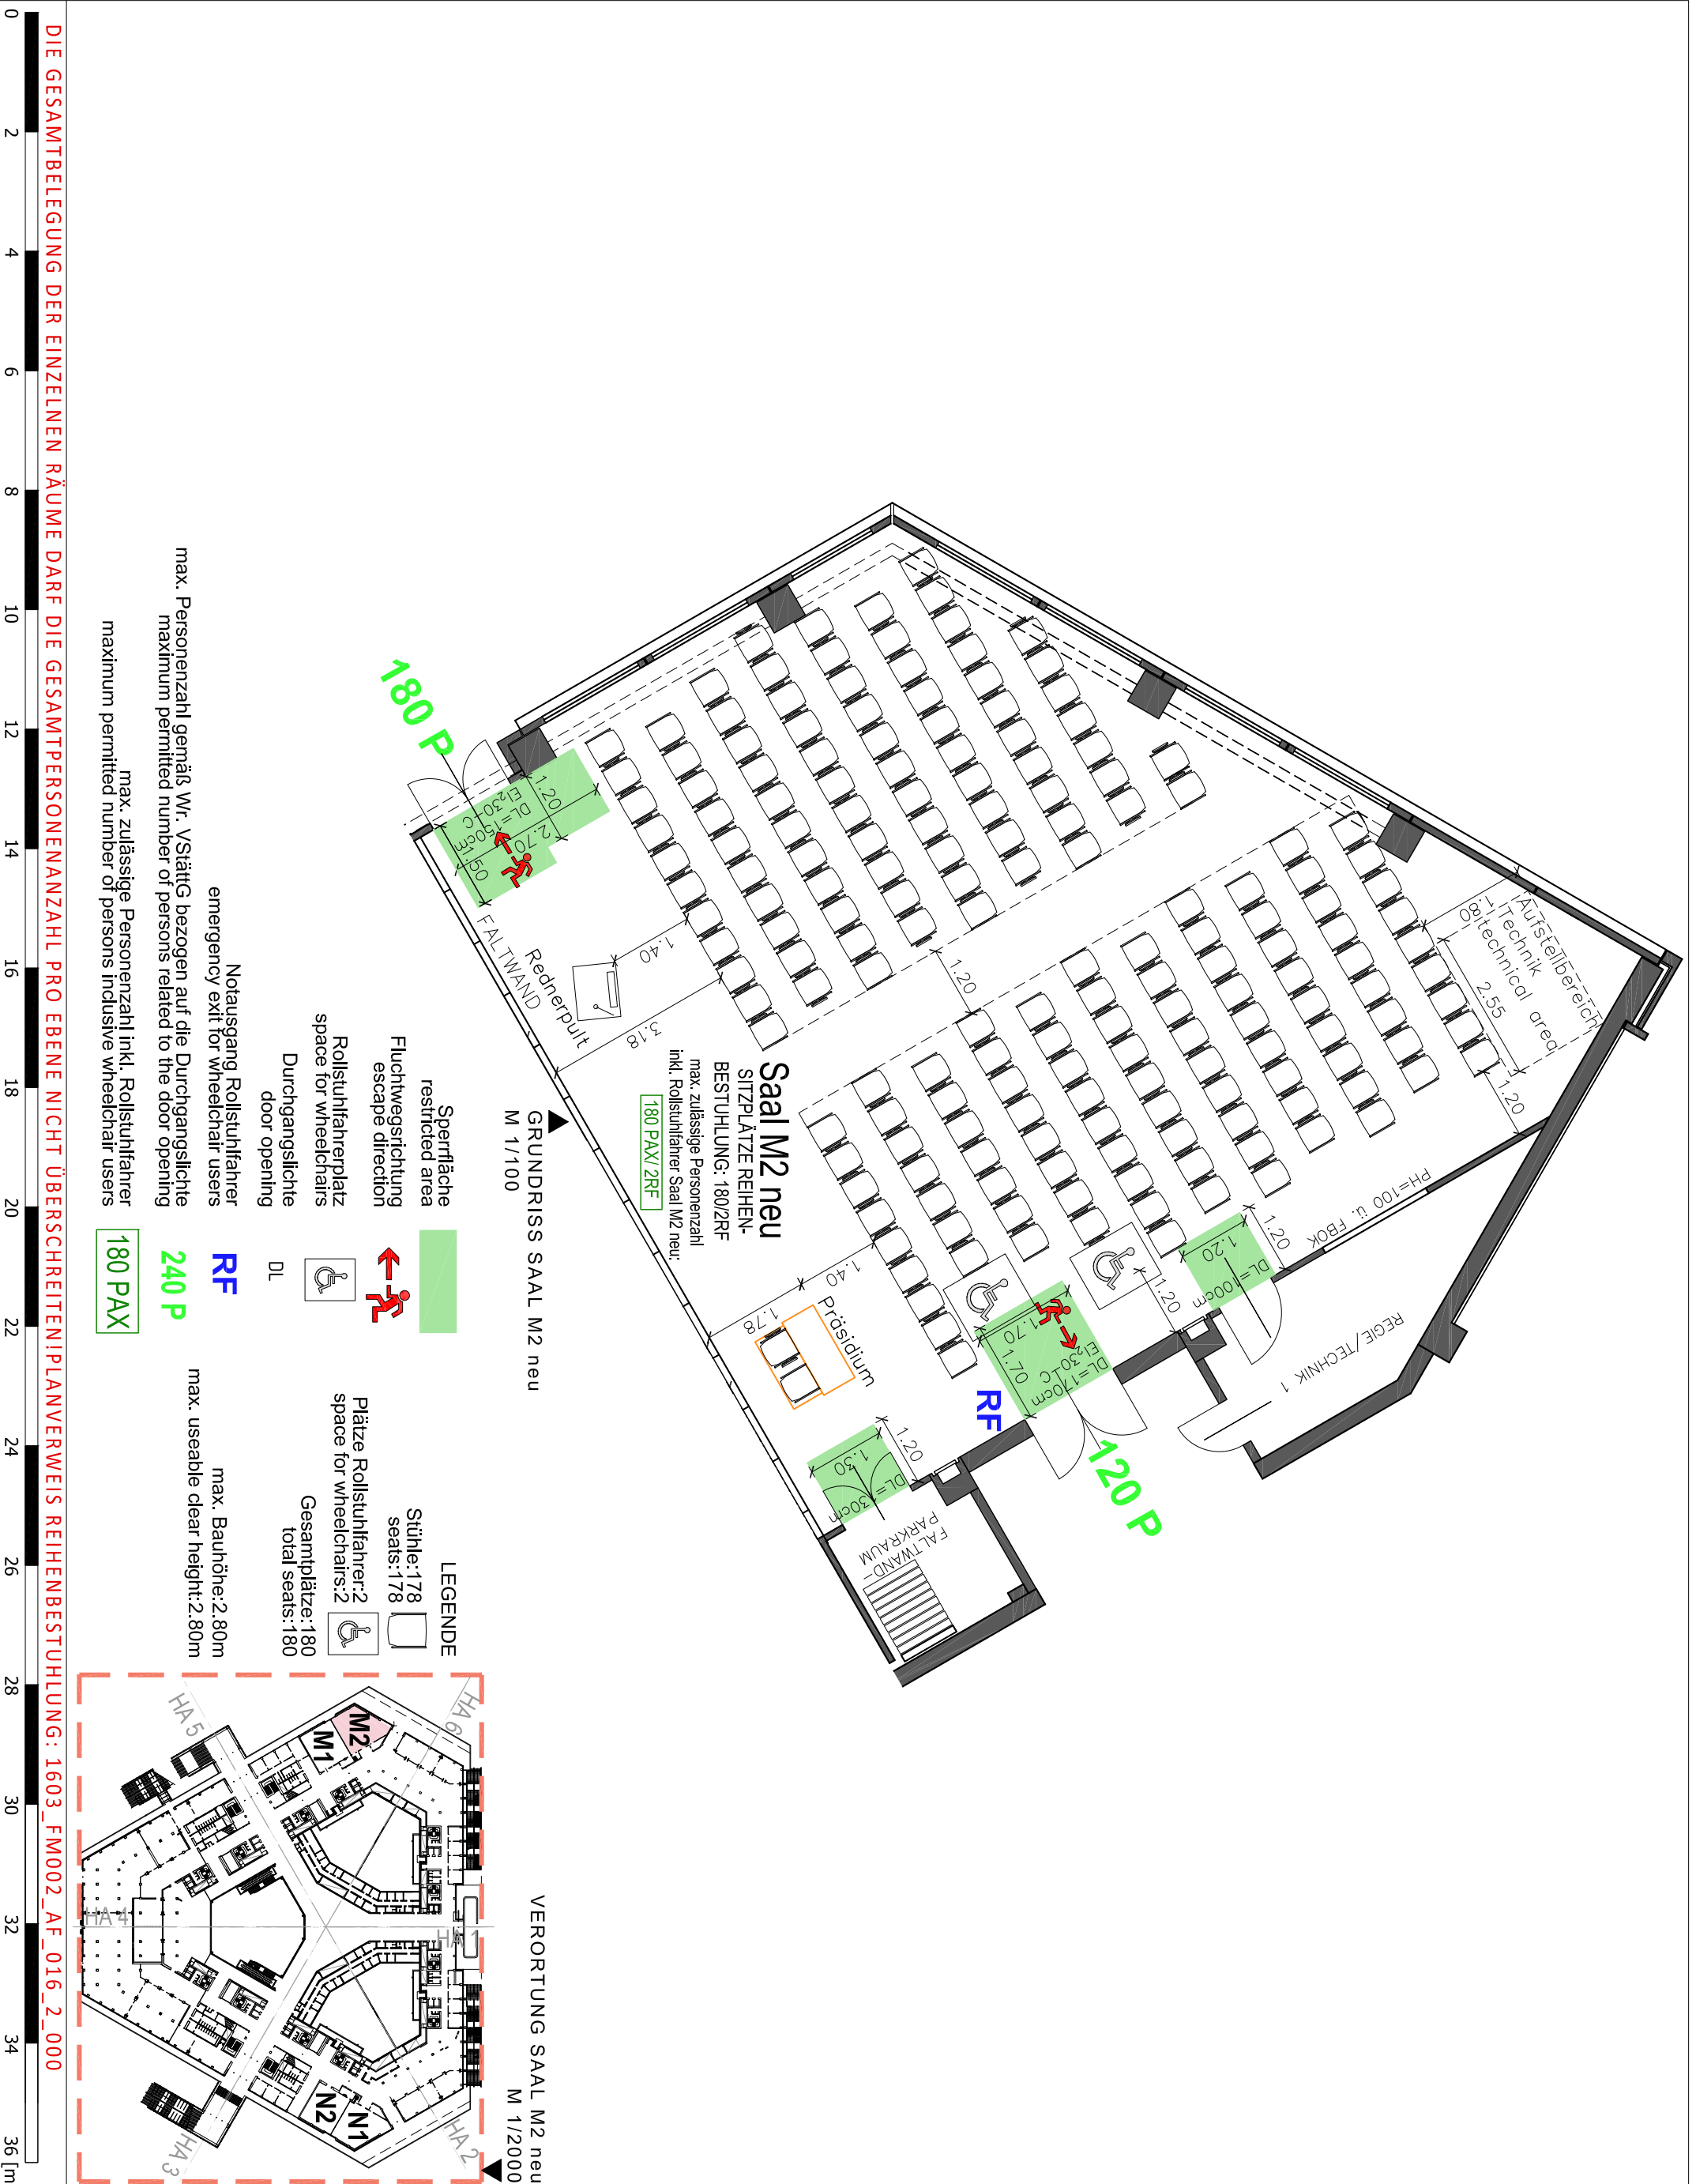 VERORTUNG SAAL M2 neu
M 1/2000
HA 1
HA 2
HA 3
HA 4
HA 5
HA 6
M2
M1
N1
N2
GRUNDRISS SAAL M2 neu
M 1/100
Saal M2 neu
SITZPLÄTZE REIHEN-
BESTUHLUNG: 180/2RF
max. zulässige Personenzahl
inkl. Rollstuhlfahrer Saal M2 neu:
180 PAX/ 2RF
Aufstellbereich
Technik
technical area
1.80
2.55
1.20
PH=100 ü. FBOK
REGIE/TECHNIK 1
1.20
1.20
DL=100cm
1.20
1.20
1.70
1.70
DL=170cm
EI₂30-C
RF
120 P
1.20
1.30
DL=130cm
FALTWAND-
PARKRAUM
Präsidium
1.40
1.78
Rednerpult
1.40
3.18
FALTWAND
180 P
1.20
2.70
1.50
DL=150cm
EI₂30-C
Sperrfläche
restricted area
Fluchtwegsrichtung
escape direction
Rollstuhlfahrerplatz
space for wheelchairs
Durchgangslichte
door opening
DL
Notausgang Rollstuhlfahrer
emergency exit for wheelchair users
RF
max. Personenzahl gemäß Wr. VStättG bezogen auf die Durchgangslichte
maximum permitted number of persons related to the door opening
240 P
max. zulässige Personenzahl inkl. Rollstuhlfahrer
maximum permitted number of persons inclusive wheelchair users
180 PAX
LEGENDE
Stühle:178
seats:178
Plätze Rollstuhlfahrer:2
space for wheelchairs:2
Gesamtplätze:180
total seats:180
max. Bauhöhe:2.80m
max. useable clear height:2.80m
DIE GESAMTBELEGUNG DER EINZELNEN RÄUME DARF DIE GESAMTPERSONENANZAHL PRO EBENE NICHT ÜBERSCHREITEN!PLANVERWEIS REIHENBESTUHLUNG: 1603_FM002_AF_016_2_000
0 2 4 6 8 10 12 14 16 18 20 22 24 26 28 30 32 34 36 [m